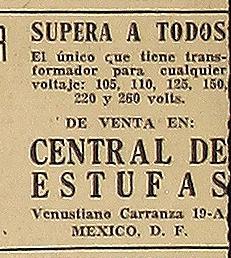 SUPERA A TODOS
El único que tiene trans-
formador para cualquier
voltaje: 105, 110, 125, 150,
220 y 260 volts.
DE VENTA EN:
CENTRAL DE
ESTUFAS
Venustiano Carranza 19-A
MEXICO, D. F.